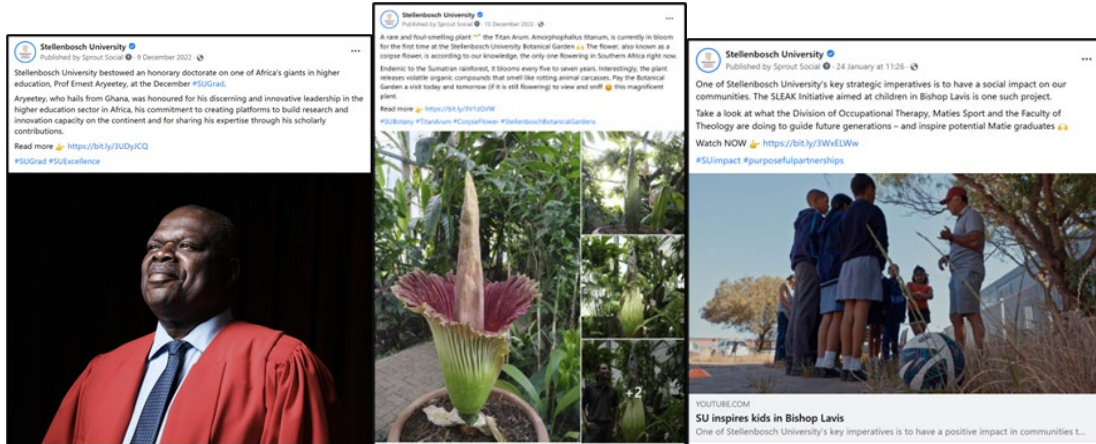 Stellenbosch University
Published by Sprout Social · 9 December 2022 ·
Stellenbosch University bestowed an honorary doctorate on one of Africa's giants in higher
education, Prof Ernest Aryeetey, at the December #SUGrad.
Aryeetey, who hails from Ghana, was honoured for his discerning and innovative leadership in the
higher education sector in Africa, his commitment to creating platforms to build research and
innovation capacity on the continent and for sharing his expertise through his scholarly
contributions.
Read more 👉 https://bit.ly/3UDyJCQ
#SUGrad #SUExcellence
Stellenbosch University
Published by Sprout Social · 10 December 2022 ·
A rare and foul-smelling plant 🌱 the Titan Arum. Amorphophallus titanum, is currently in bloom
for the first time at the Stellenbosch University Botanical Garden 🙌 The flower, also known as a
corpse flower, is according to our knowledge, the only one flowering in Southern Africa right now.
Endemic to the Sumatran rainforest, it blooms every five to seven years. Interestingly, the plant
releases volatile organic compounds that smell like rotting animal carcasses. Pay the Botanical
Garden a visit today and tomorrow (if it is still flowering) to view and sniff 😄 this magnificent
plant.
Read more 👉 https://bit.ly/3V1zGVW
#SUBotany #TitanArum #CorpseFlower #StellenboschBotanicalGardens
+2
Stellenbosch University
Published by Sprout Social · 24 January at 11:26 ·
One of Stellenbosch University's key strategic imperatives is to have a social impact on our
communities. The SLEAK Initiative aimed at children in Bishop Lavis is one such project.
Take a look at what the Division of Occupational Therapy, Maties Sport and the Faculty of
Theology are doing to guide future generations – and inspire potential Matie graduates 🙌
Watch NOW 👉 https://bit.ly/3WxELWw
#SUimpact #purposefulpartnerships
YOUTUBE.COM
SU inspires kids in Bishop Lavis
One of Stellenbosch University's key imperatives is to have a positive impact in communities t...